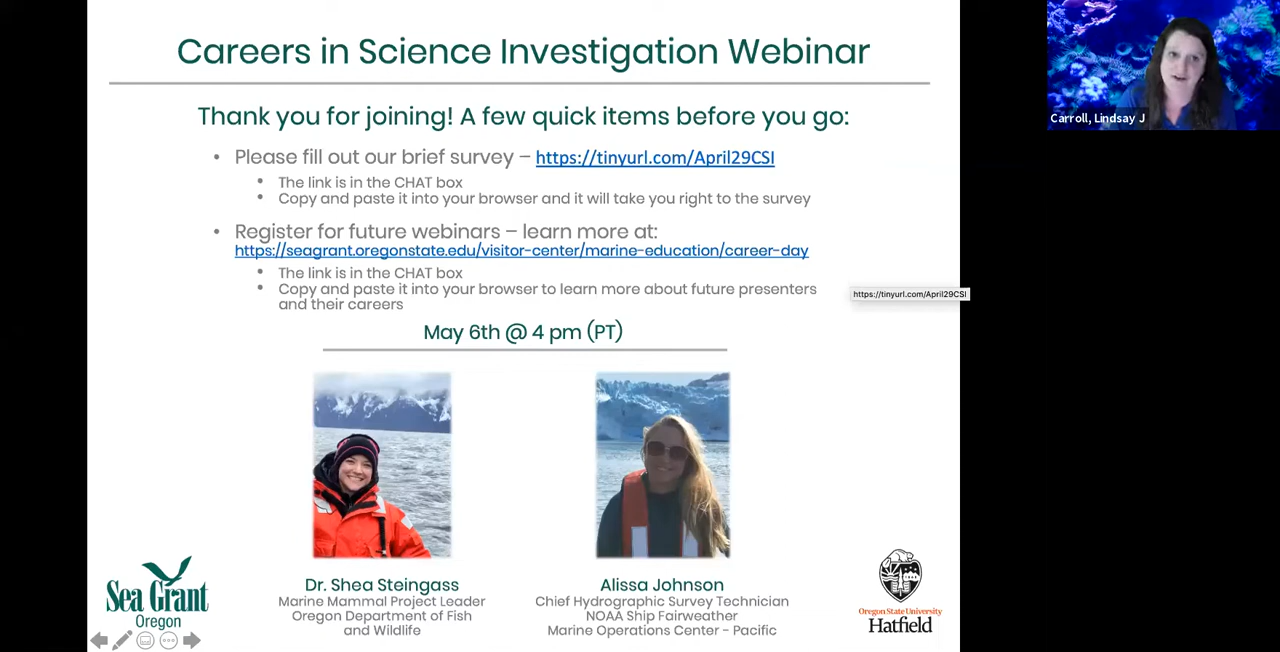 Careers in Science Investigation Webinar
Thank you for joining! A few quick items before you go:
• Please fill out our brief survey – https://tinyurl.com/April29CSI
• The link is in the CHAT box
• Copy and paste it into your browser and it will take you right to the survey
• Register for future webinars – learn more at:
https://seagrant.oregonstate.edu/visitor-center/marine-education/career-day
• The link is in the CHAT box
• Copy and paste it into your browser to learn more about future presenters
and their careers
https://tinyurl.com/April29CSI
May 6th @ 4 pm (PT)
Dr. Shea Steingass
Marine Mammal Project Leader
Oregon Department of Fish
and Wildlife
Alissa Johnson
Chief Hydrographic Survey Technician
NOAA Ship Fairweather
Marine Operations Center - Pacific
Sea Grant
Oregon
Oregon State University
Hatfield
Carroll, Lindsay J